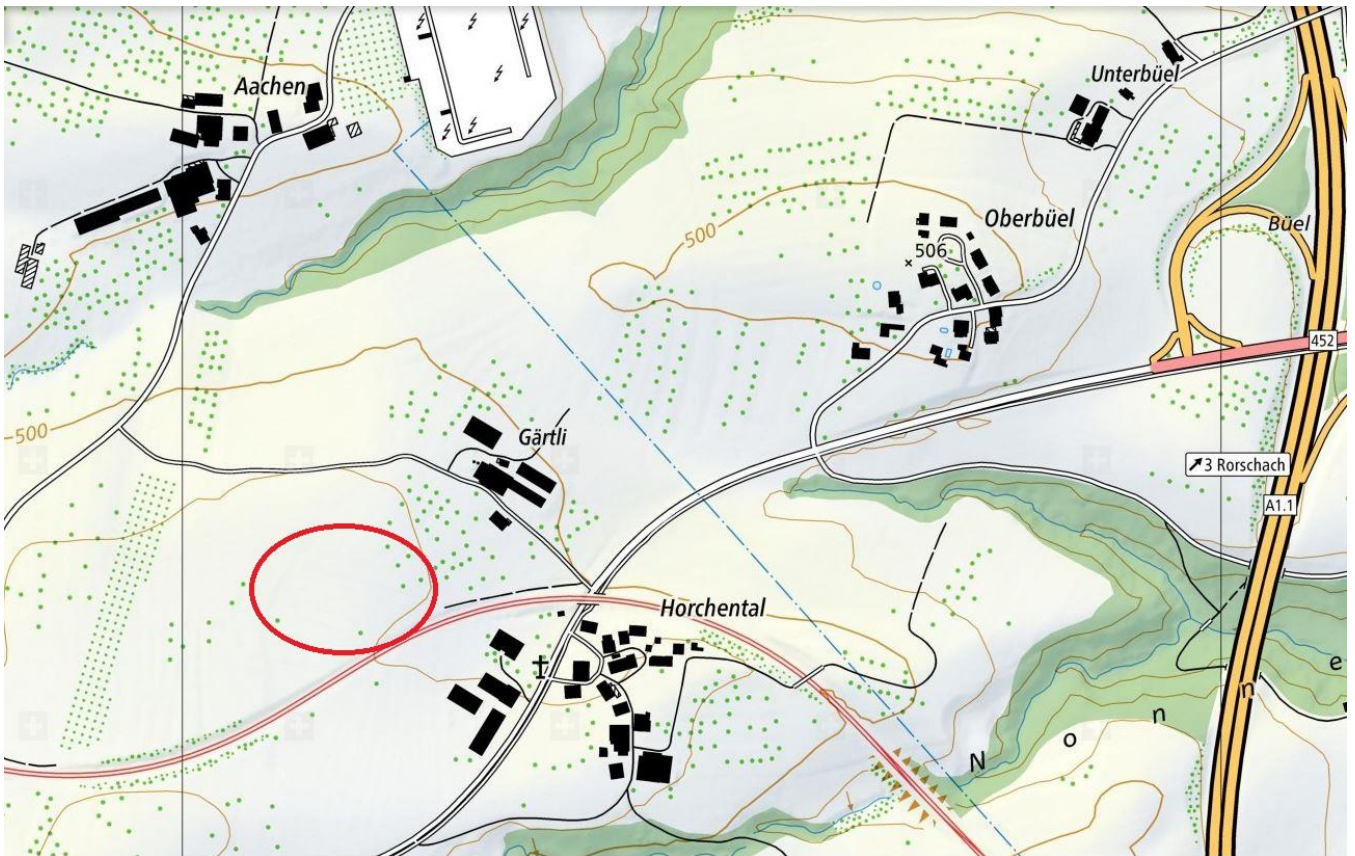 Aachen
Unterbüel
500
Oberbüel
506
Büel
452
500
Gärtli
3 Rorschach
A1.1
Horchental
N o n n e